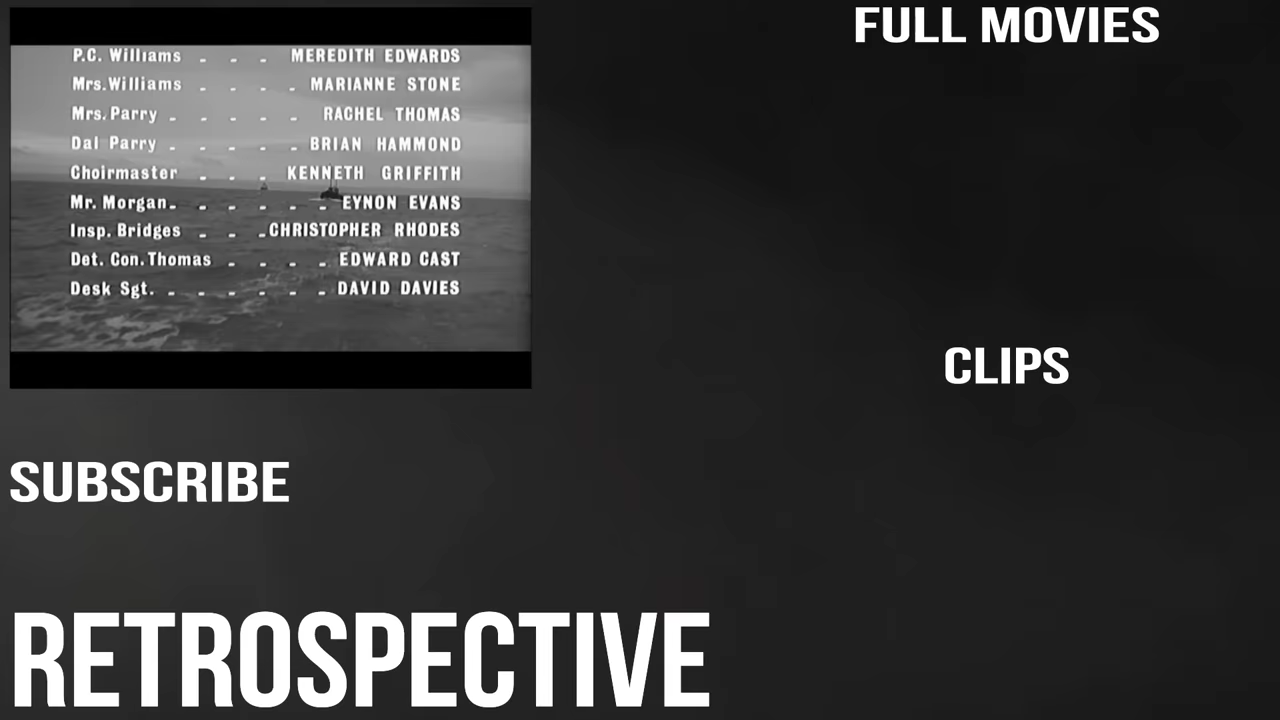 P.C. Williams . . . MEREDITH EDWARDS
Mrs. Williams . . . . MARIANNE STONE
Mrs. Parry . . . . . RACHEL THOMAS
Dai Parry . . . . . BRIAN HAMMOND
Choirmaster . . . KENNETH GRIFFITH
Mr. Morgan . . . . . . EYNON EVANS
Insp. Bridges . . . CHRISTOPHER RHODES
Det. Con. Thomas . . . . EDWARD CAST
Desk Sgt. . . . . . . DAVID DAVIES
FULL MOVIES
CLIPS
SUBSCRIBE
RETROSPECTIVE